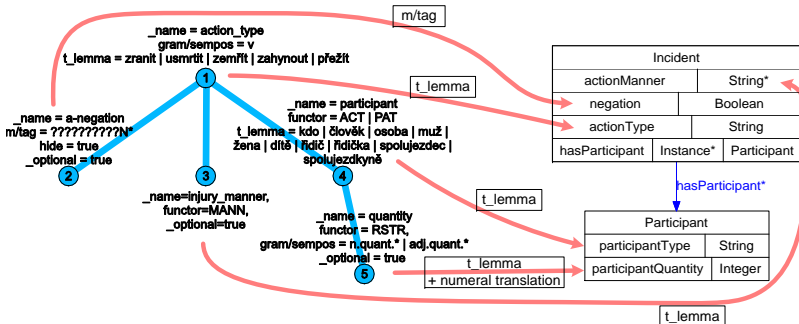 m/tag
_name = action_type
gram/sempos = v
t_lemma = zranit | usmrtit | zemřít | zahynout | přežít
1
t_lemma
Incident
actionManner String*
negation Boolean
actionType String
hasParticipant Instance* Participant
_name = a-negation
m/tag = ??????????N*
hide = true
_optional = true
2
3
_name = participant
functor = ACT | PAT
t_lemma = kdo | člověk | osoba | muž |
žena | dítě | řidič | řidička | spolujezdec |
spolujezdkyně
4
hasParticipant*
_name=injury_manner,
functor=MANN,
_optional=true
t_lemma
_name = quantity
functor = RSTR,
gram/sempos = n.quant.* | adj.quant.*
_optional = true
5
Participant
participantType String
participantQuantity Integer
t_lemma
+ numeral translation
t_lemma